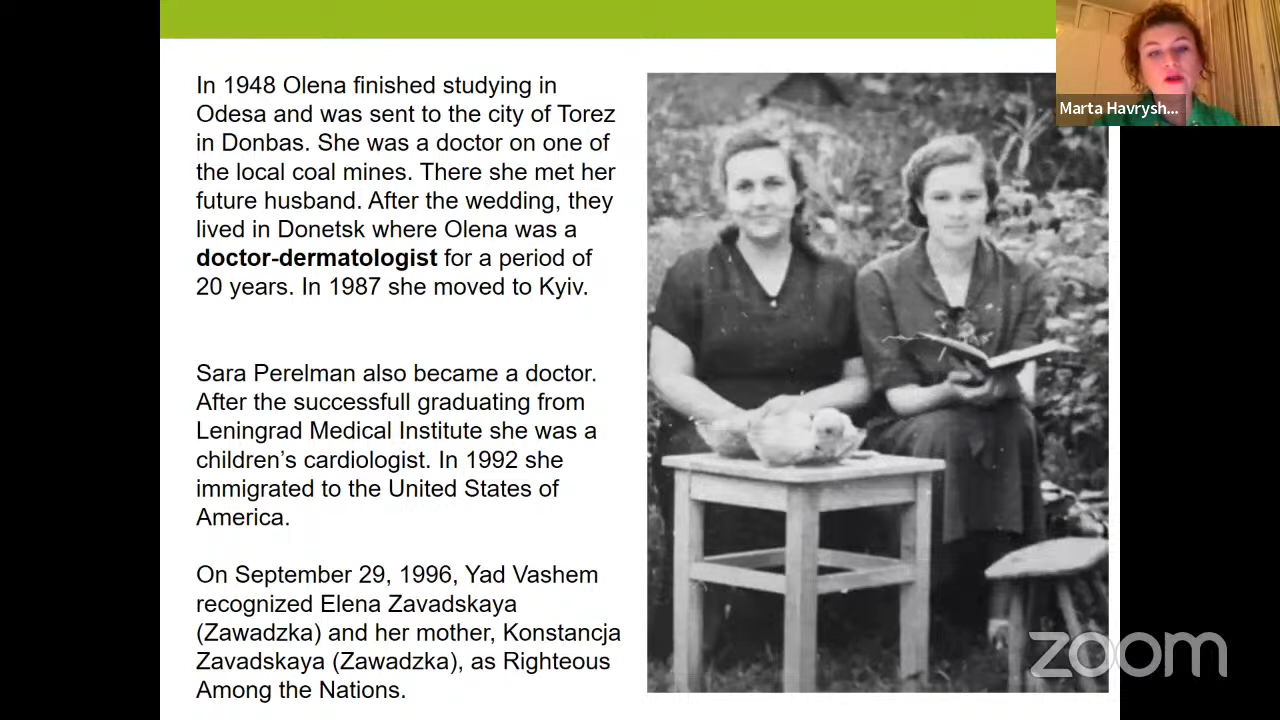 In 1948 Olena finished studying in
Odesa and was sent to the city of Torez
in Donbas. She was a doctor on one of
the local coal mines. There she met her
future husband. After the wedding, they
lived in Donetsk where Olena was a
doctor-dermatologist for a period of
20 years. In 1987 she moved to Kyiv.
Sara Perelman also became a doctor.
After the successfull graduating from
Leningrad Medical Institute she was a
children’s cardiologist. In 1992 she
immigrated to the United States of
America.
On September 29, 1996, Yad Vashem
recognized Elena Zavadskaya
(Zawadzka) and her mother, Konstancja
Zavadskaya (Zawadzka), as Righteous
Among the Nations.
Marta Havrysh...
zoom